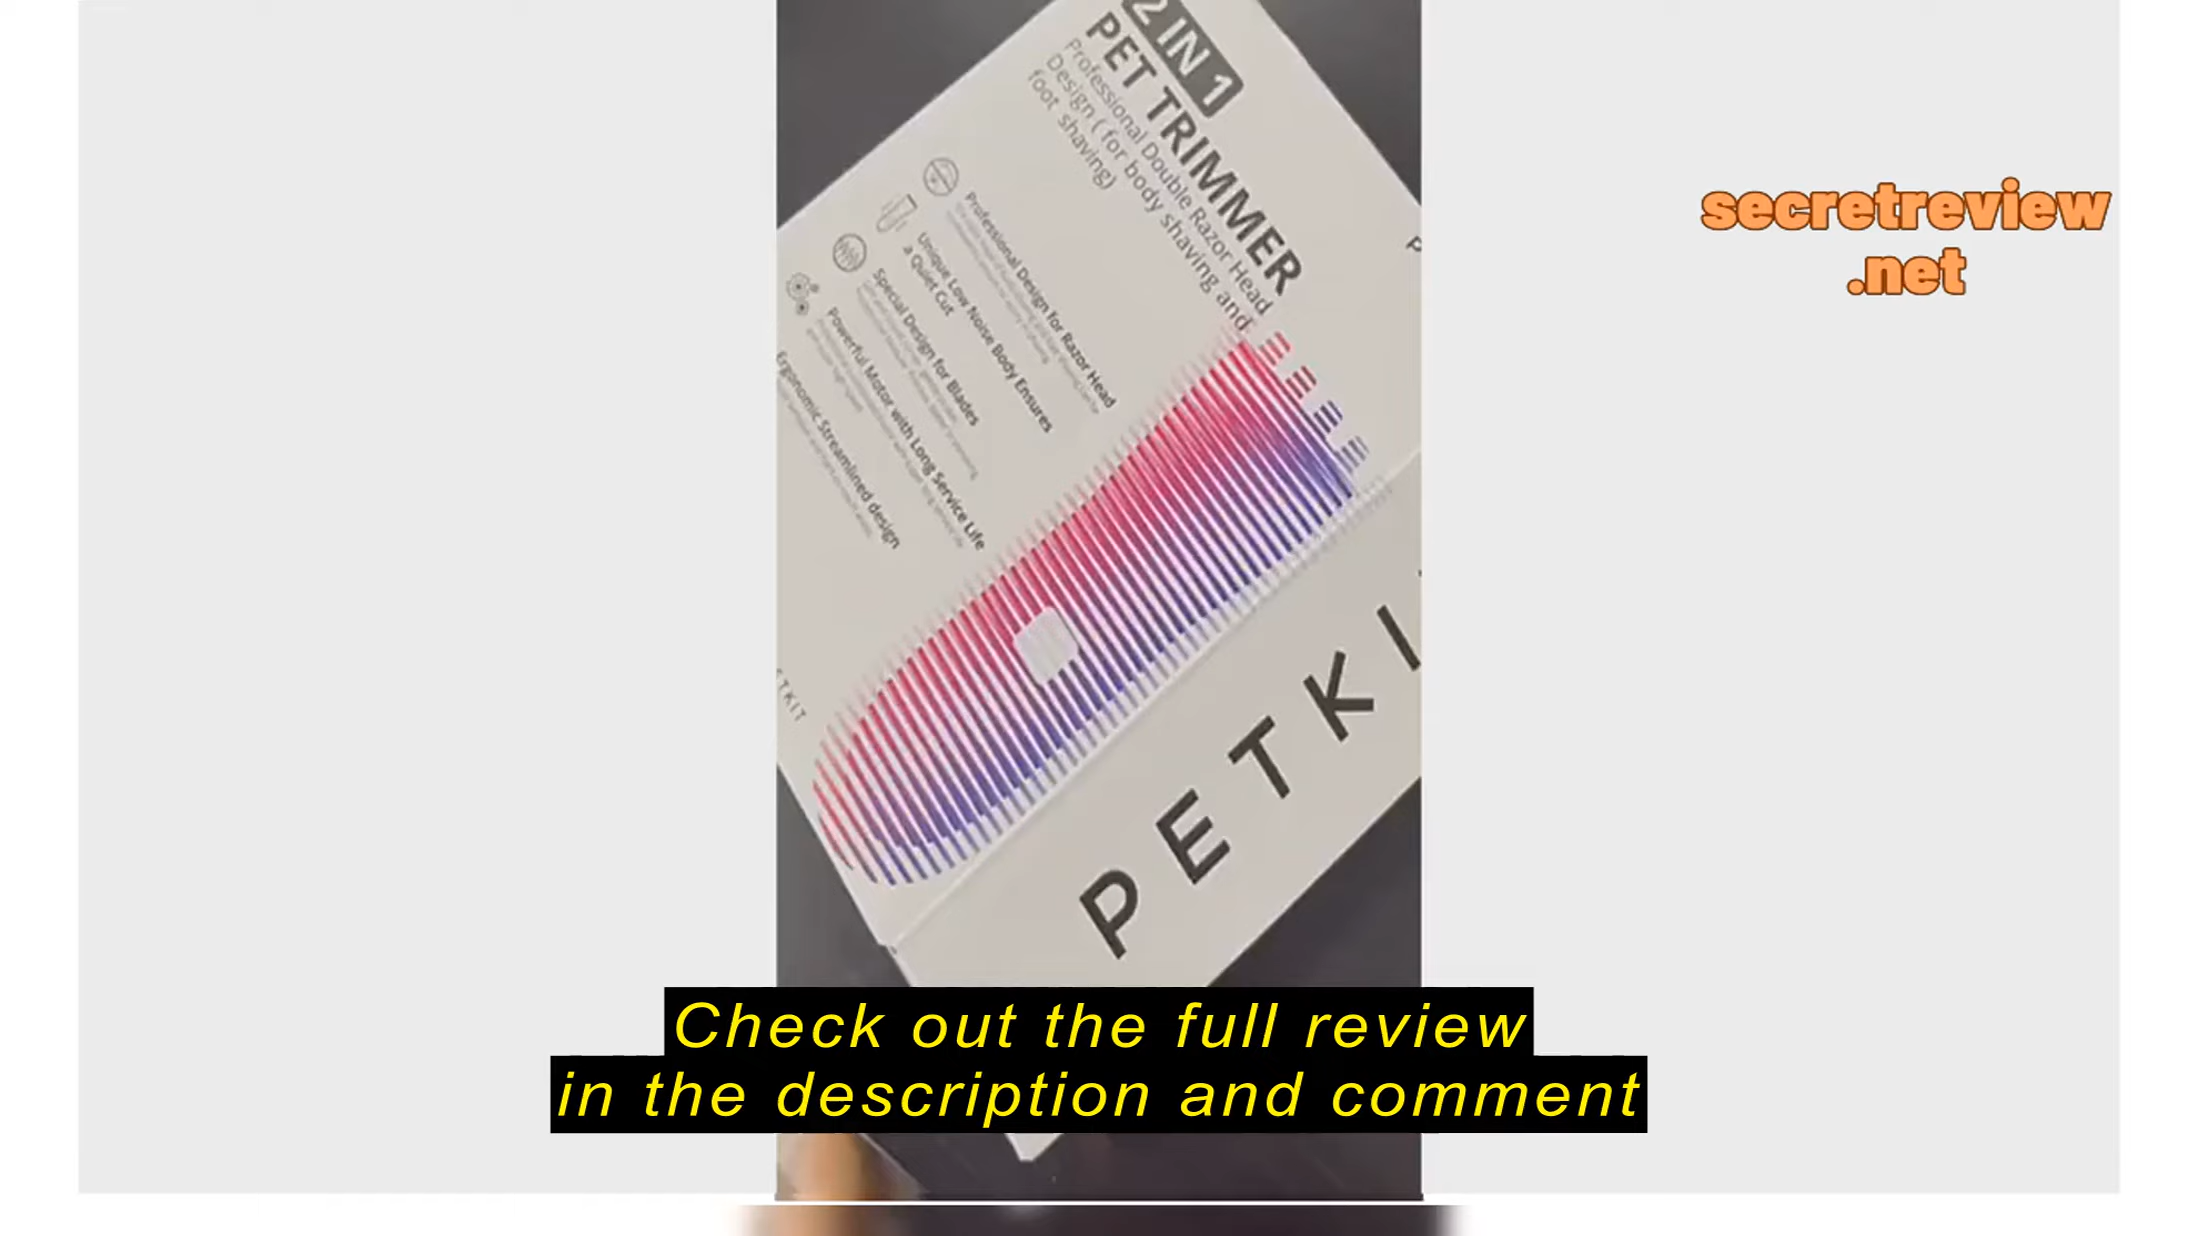 2 IN 1
PET TRIMMER
Professional Double Razor Head
Design ( for body shaving and
foot shaving)
Professional Design for Razor Head
Unique Low Noise Body Ensures
a Quiet Cut
Special Design for Blades
Powerful Motor with Long Service Life
Ergonomic Streamlined design
P
ETKIT
PETKI
secretreview
.net
Check out the full review
in the description and comment